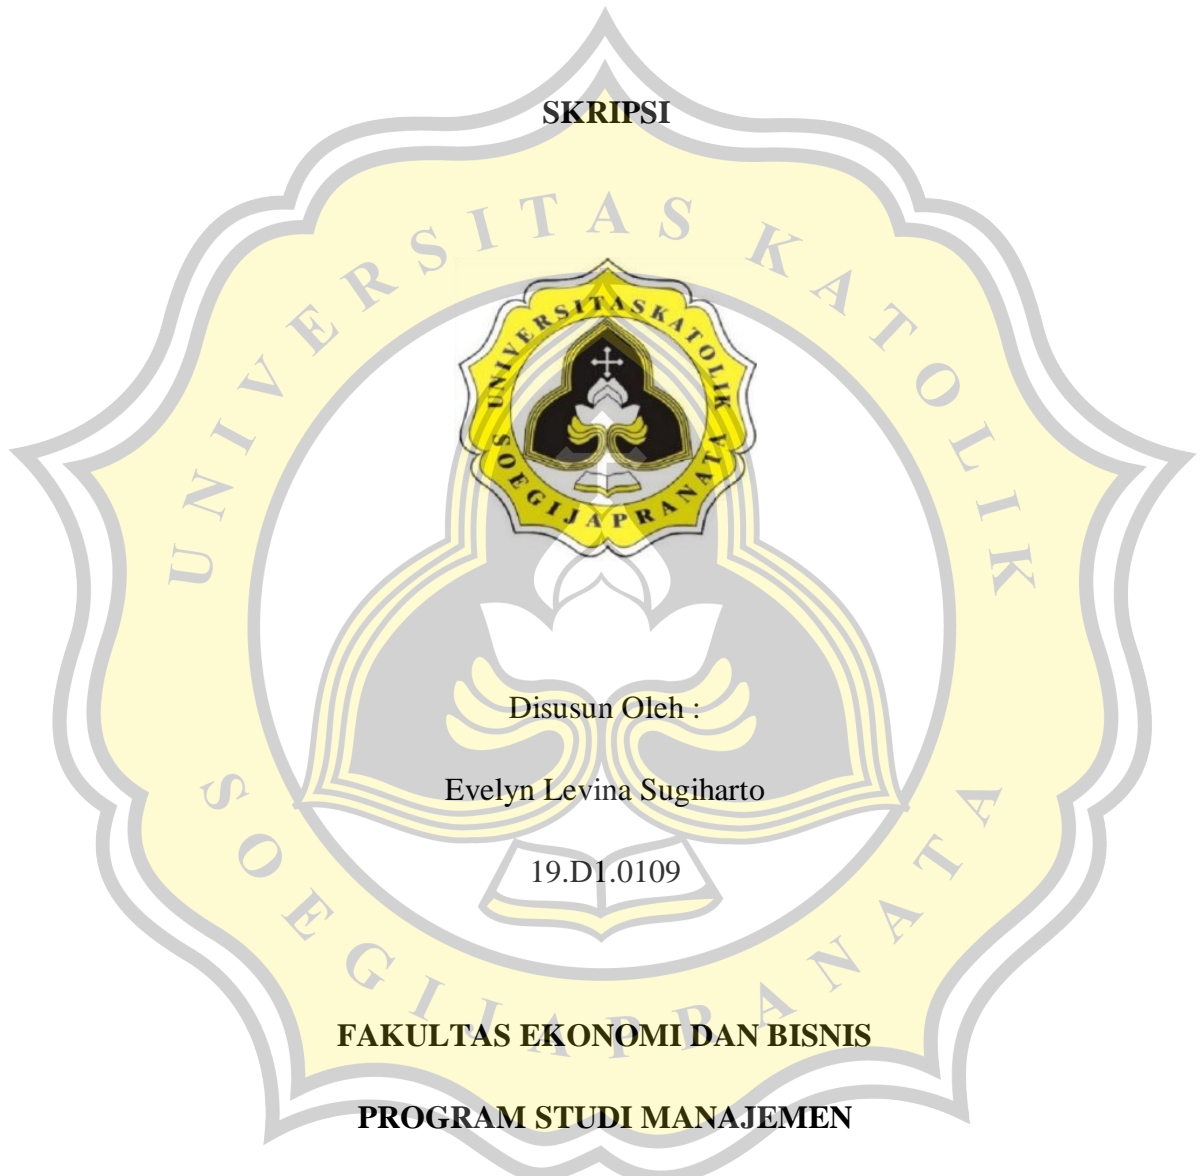 SKRIPSI
UNIVERSITAS KATOLIK
SOEGIJAPRANATA
UNIVERSITAS KATOLIK
SOEGIJAPRANATA
Disusun Oleh :
Evelyn Levina Sugiharto
19.D1.0109
FAKULTAS EKONOMI DAN BISNIS
PROGRAM STUDI MANAJEMEN